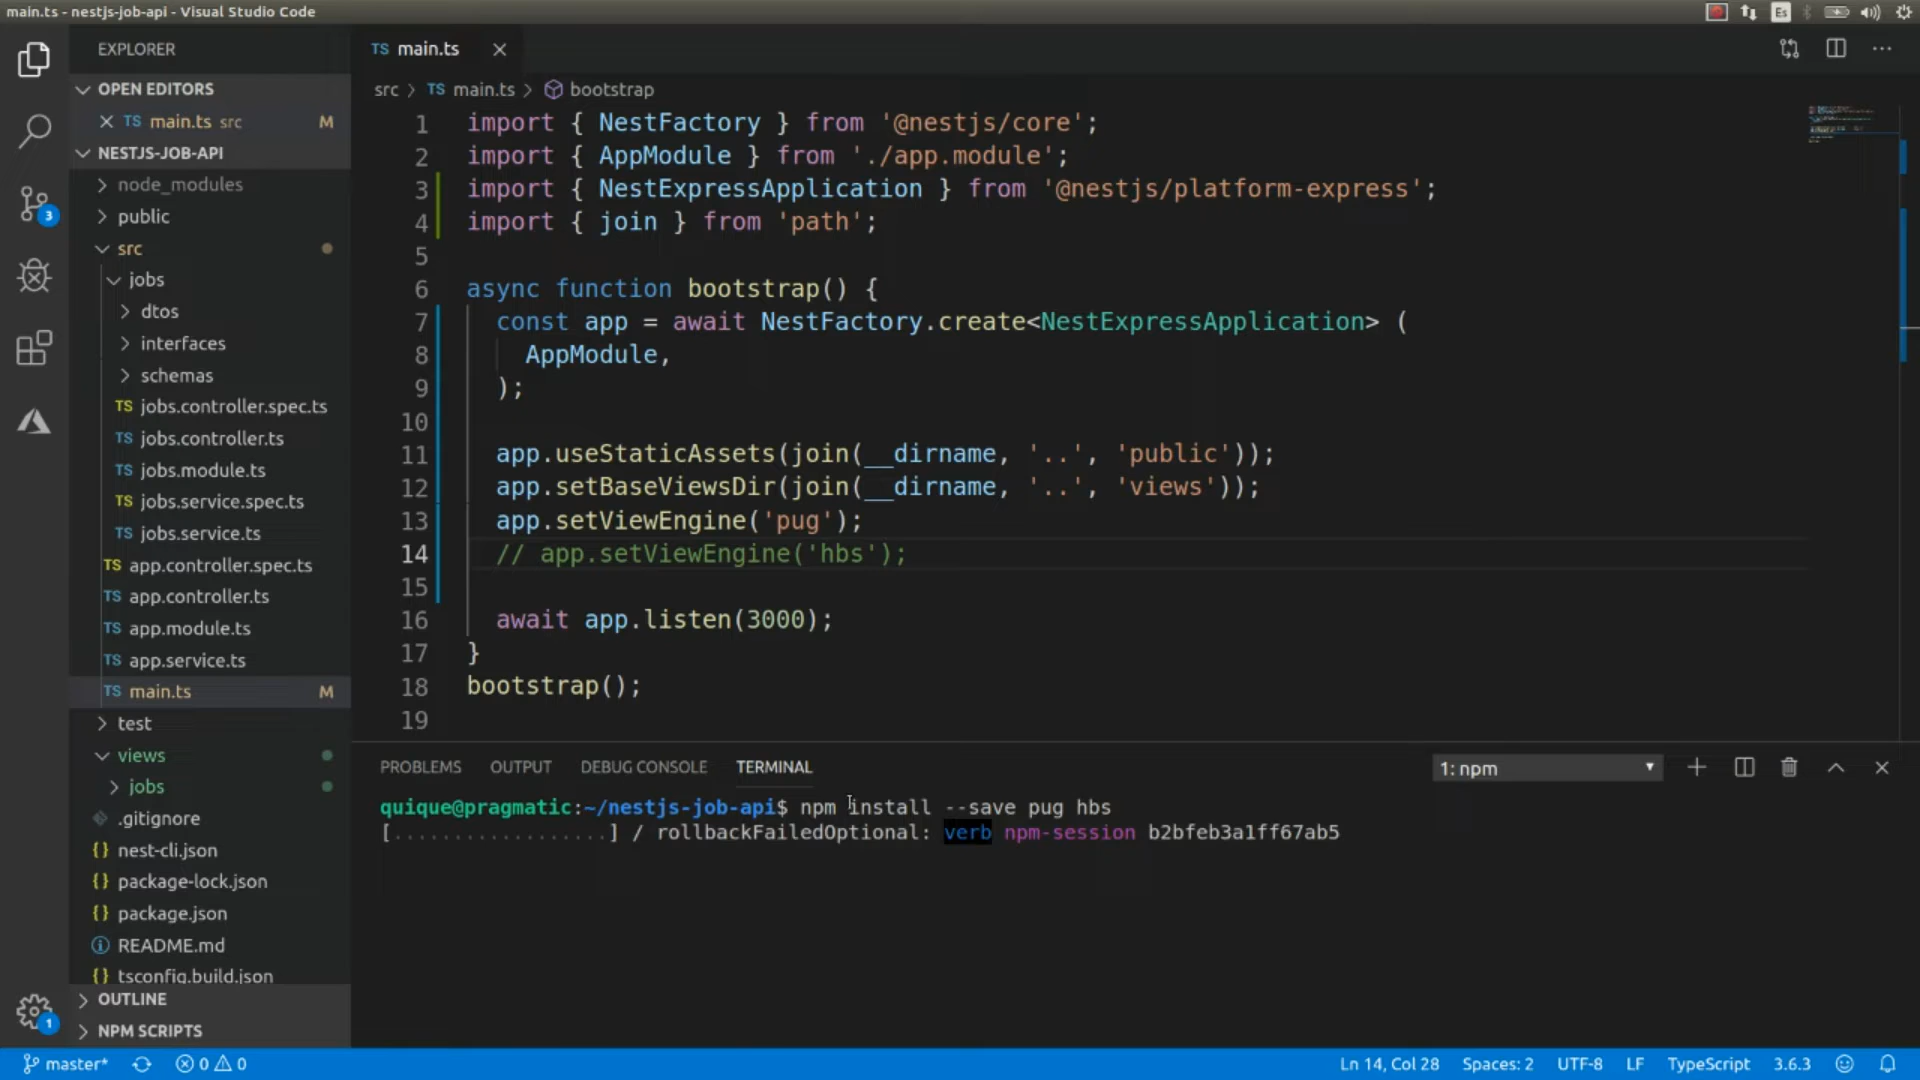 main.ts - nestjs-job-api - Visual Studio Code
Es
EXPLORER
OPEN EDITORS
TS main.ts src M
NESTJS-JOB-API
node_modules
public
src
jobs
dtos
interfaces
schemas
TS jobs.controller.spec.ts
TS jobs.controller.ts
TS jobs.module.ts
TS jobs.service.spec.ts
TS jobs.service.ts
TS app.controller.spec.ts
TS app.controller.ts
TS app.module.ts
TS app.service.ts
TS main.ts M
test
views
jobs
.gitignore
{} nest-cli.json
{} package-lock.json
{} package.json
README.md
{} tsconfig.build.json
OUTLINE
NPM SCRIPTS
3
1
TS main.ts
src > TS main.ts > bootstrap
1 import { NestFactory } from '@nestjs/core';
2 import { AppModule } from './app.module';
3 import { NestExpressApplication } from '@nestjs/platform-express';
4 import { join } from 'path';
5
6 async function bootstrap() {
7 const app = await NestFactory.create<NestExpressApplication> (
8 AppModule,
9 );
10
11 app.useStaticAssets(join(__dirname, '..', 'public'));
12 app.setBaseViewsDir(join(__dirname, '..', 'views'));
13 app.setViewEngine('pug');
14 // app.setViewEngine('hbs');
15
16 await app.listen(3000);
17 }
18 bootstrap();
19
PROBLEMS OUTPUT DEBUG CONSOLE TERMINAL 1: npm
quique@pragmatic:~/nestjs-job-api$ npm install --save pug hbs
[..................] / rollbackFailedOptional: verb npm-session b2bfeb3a1ff67ab5
master* 0 0 Ln 14, Col 28 Spaces: 2 UTF-8 LF TypeScript 3.6.3